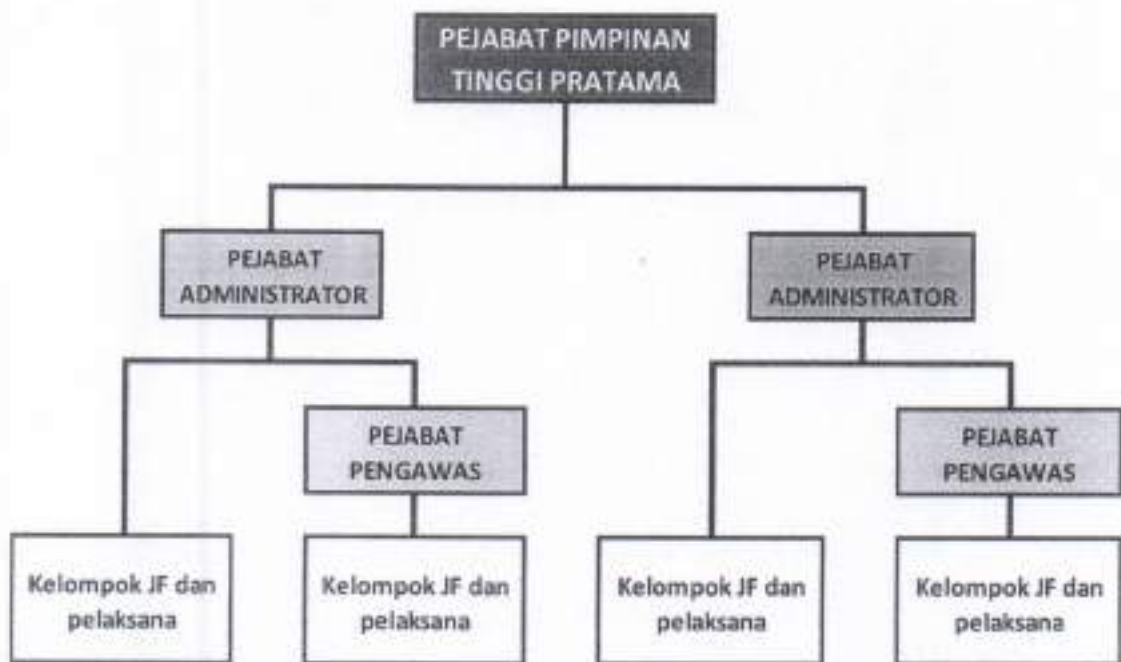 PEJABAT PIMPINAN
TINGGI PRATAMA
PEJABAT
ADMINISTRATOR
PEJABAT
ADMINISTRATOR
PEJABAT
PENGAWAS
PEJABAT
PENGAWAS
Kelompok JF dan
pelaksana
Kelompok JF dan
pelaksana
Kelompok JF dan
pelaksana
Kelompok JF dan
pelaksana